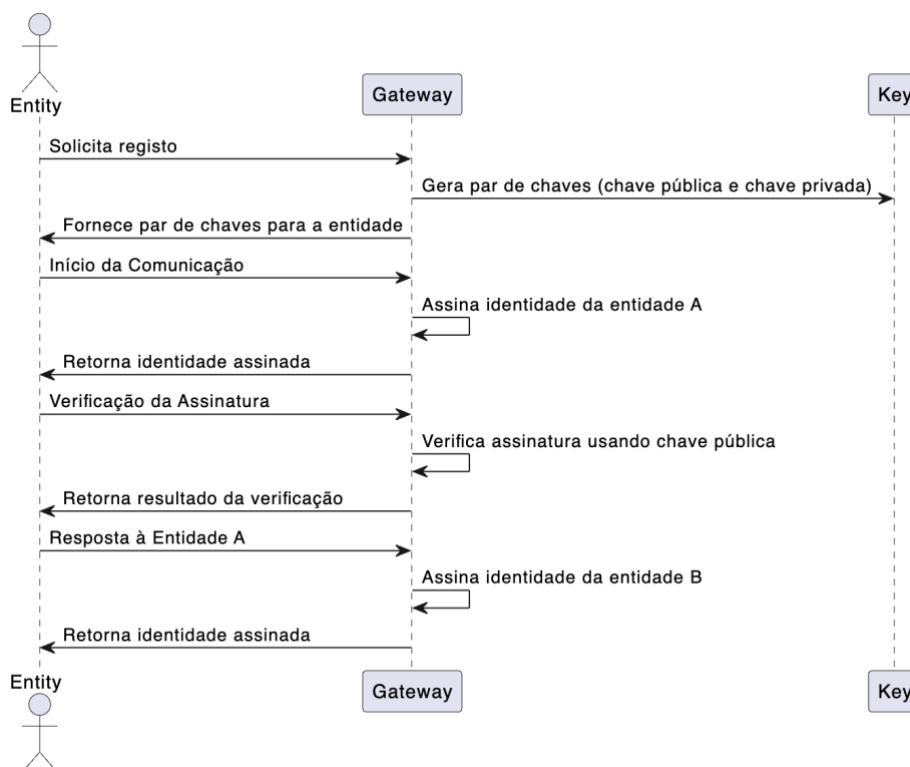 Entity
Gateway
Key
Solicita registo
Gera par de chaves (chave pública e chave privada)
Fornece par de chaves para a entidade
Início da Comunicação
Assina identidade da entidade A
Retorna identidade assinada
Verificação da Assinatura
Verifica assinatura usando chave pública
Retorna resultado da verificação
Resposta à Entidade A
Assina identidade da entidade B
Retorna identidade assinada
Entity
Gateway
Key